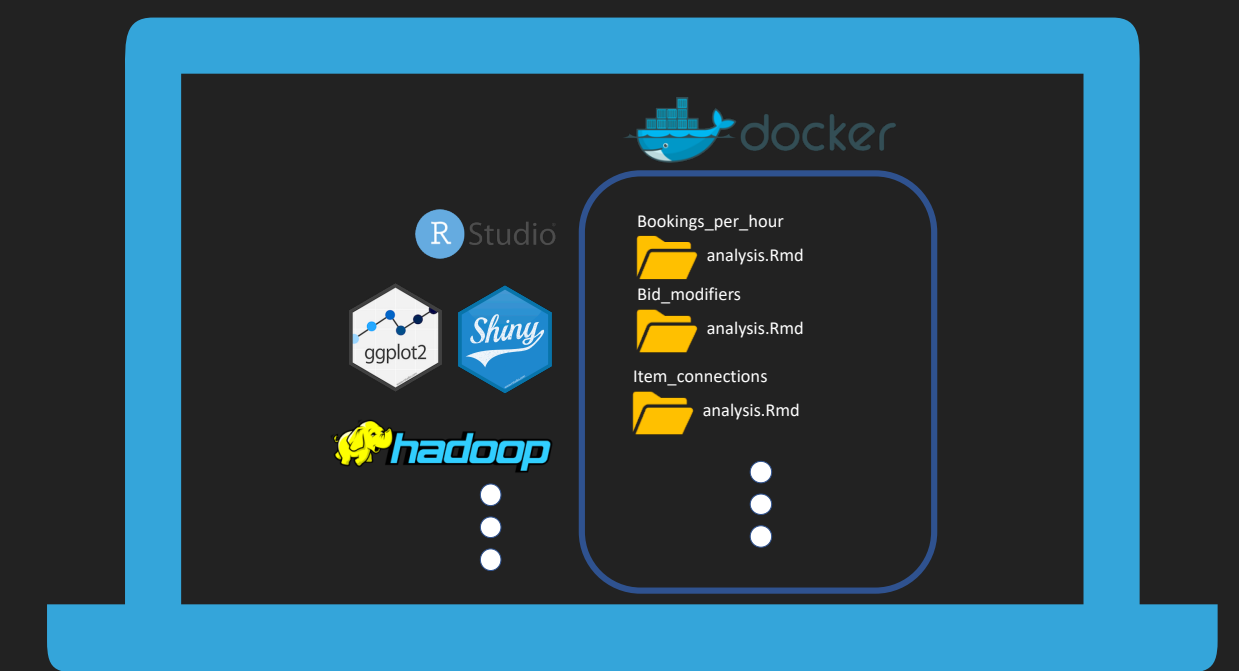 docker
R Studio
ggplot2
Shiny
hadoop
Bookings_per_hour
analysis.Rmd
Bid_modifiers
analysis.Rmd
Item_connections
analysis.Rmd